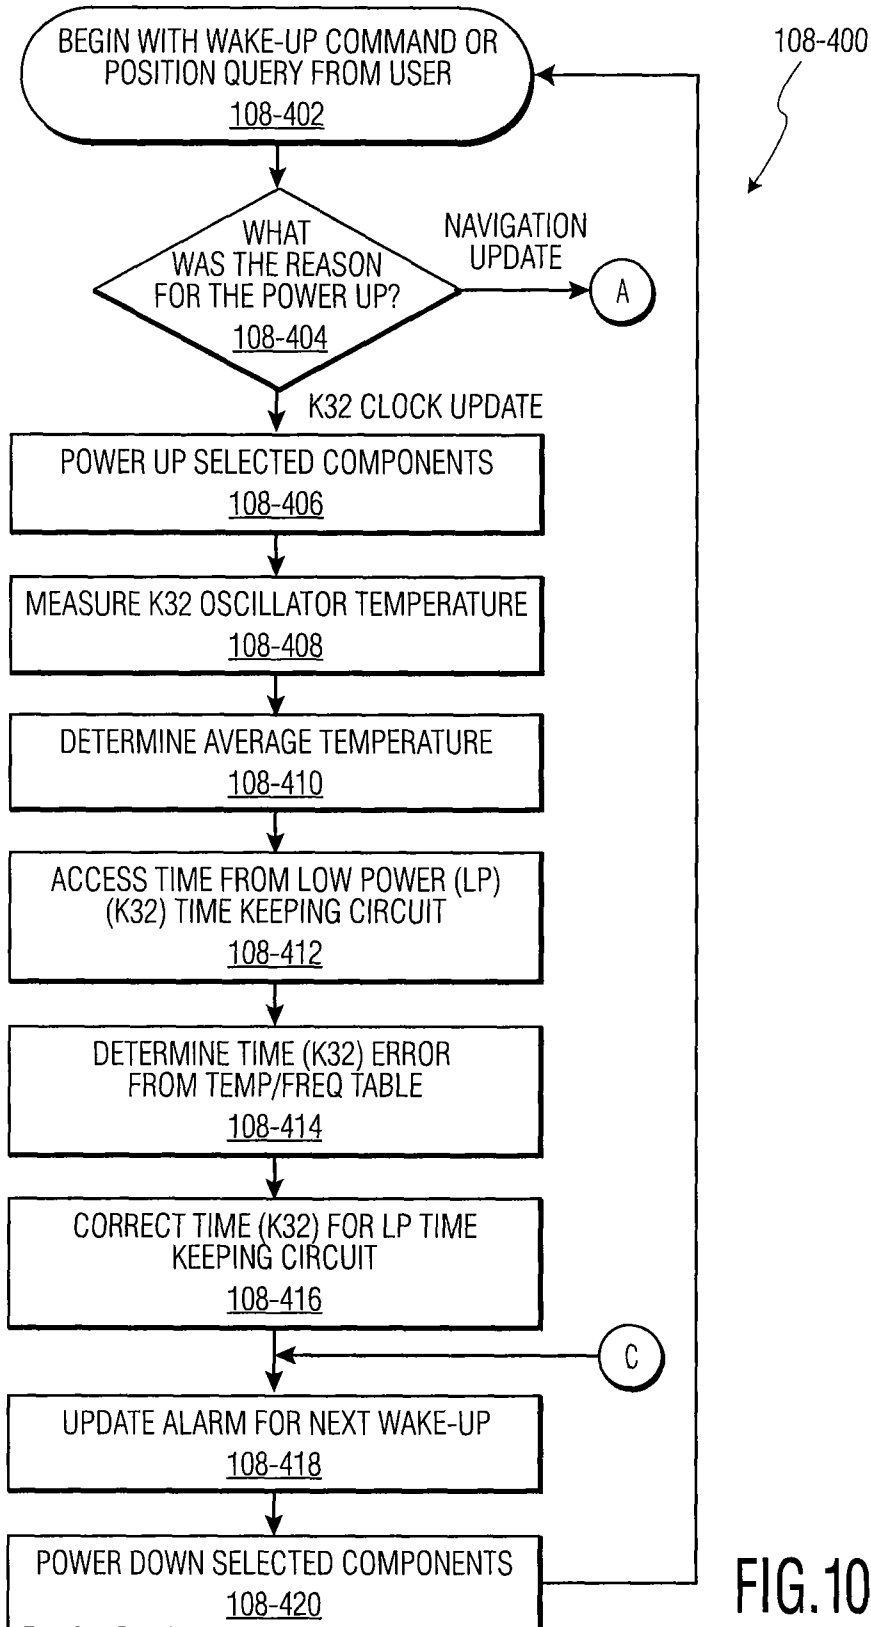 BEGIN WITH WAKE-UP COMMAND OR
POSITION QUERY FROM USER
108-402
108-400
WHAT
WAS THE REASON
FOR THE POWER UP?
108-404
NAVIGATION
UPDATE
A
K32 CLOCK UPDATE
POWER UP SELECTED COMPONENTS
108-406
MEASURE K32 OSCILLATOR TEMPERATURE
108-408
DETERMINE AVERAGE TEMPERATURE
108-410
ACCESS TIME FROM LOW POWER (LP)
(K32) TIME KEEPING CIRCUIT
108-412
DETERMINE TIME (K32) ERROR
FROM TEMP/FREQ TABLE
108-414
CORRECT TIME (K32) FOR LP TIME
KEEPING CIRCUIT
108-416
C
UPDATE ALARM FOR NEXT WAKE-UP
108-418
POWER DOWN SELECTED COMPONENTS
108-420
FIG.10